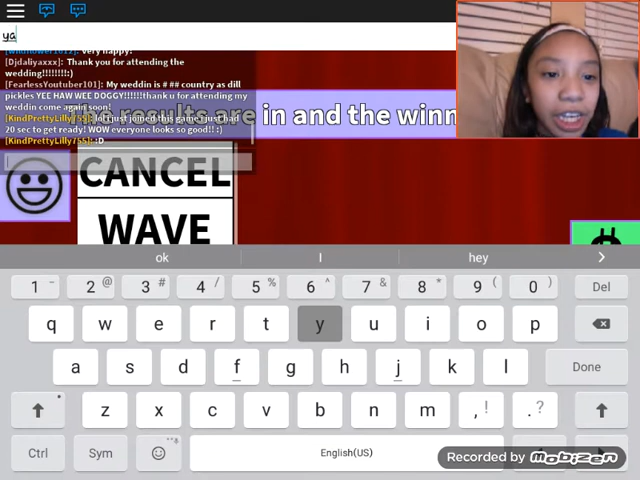 ya
[Wildflower1612]: Very happy!
[Djdaliyaxxx]: Thank you for attending the
wedding!!!!!!!!:)
[FearlessYoutuber101]: My weddin is # ## country as dill
pickles YEE HAW WEE DOGGY!!!!!!!thank u for attending my
weddin come again soon!
[KindPrettyLilly755]: lol I just joined this game just had
20 sec to get ready! WOW everyone looks so good!! :)
[KindPrettyLilly755]: :D
The results are in and the winn
CANCEL
WAVE
ok I hey >
1 _ 2 @ 3 # 4 / 5 % 6 ^ 7 & 8 * 9 ( 0 ) Del
q w e r t y u i o p
a s d f g h j k l Done
z x c v b n m , ! . ?
Ctrl Sym English(US)
Recorded by MOBIZEN